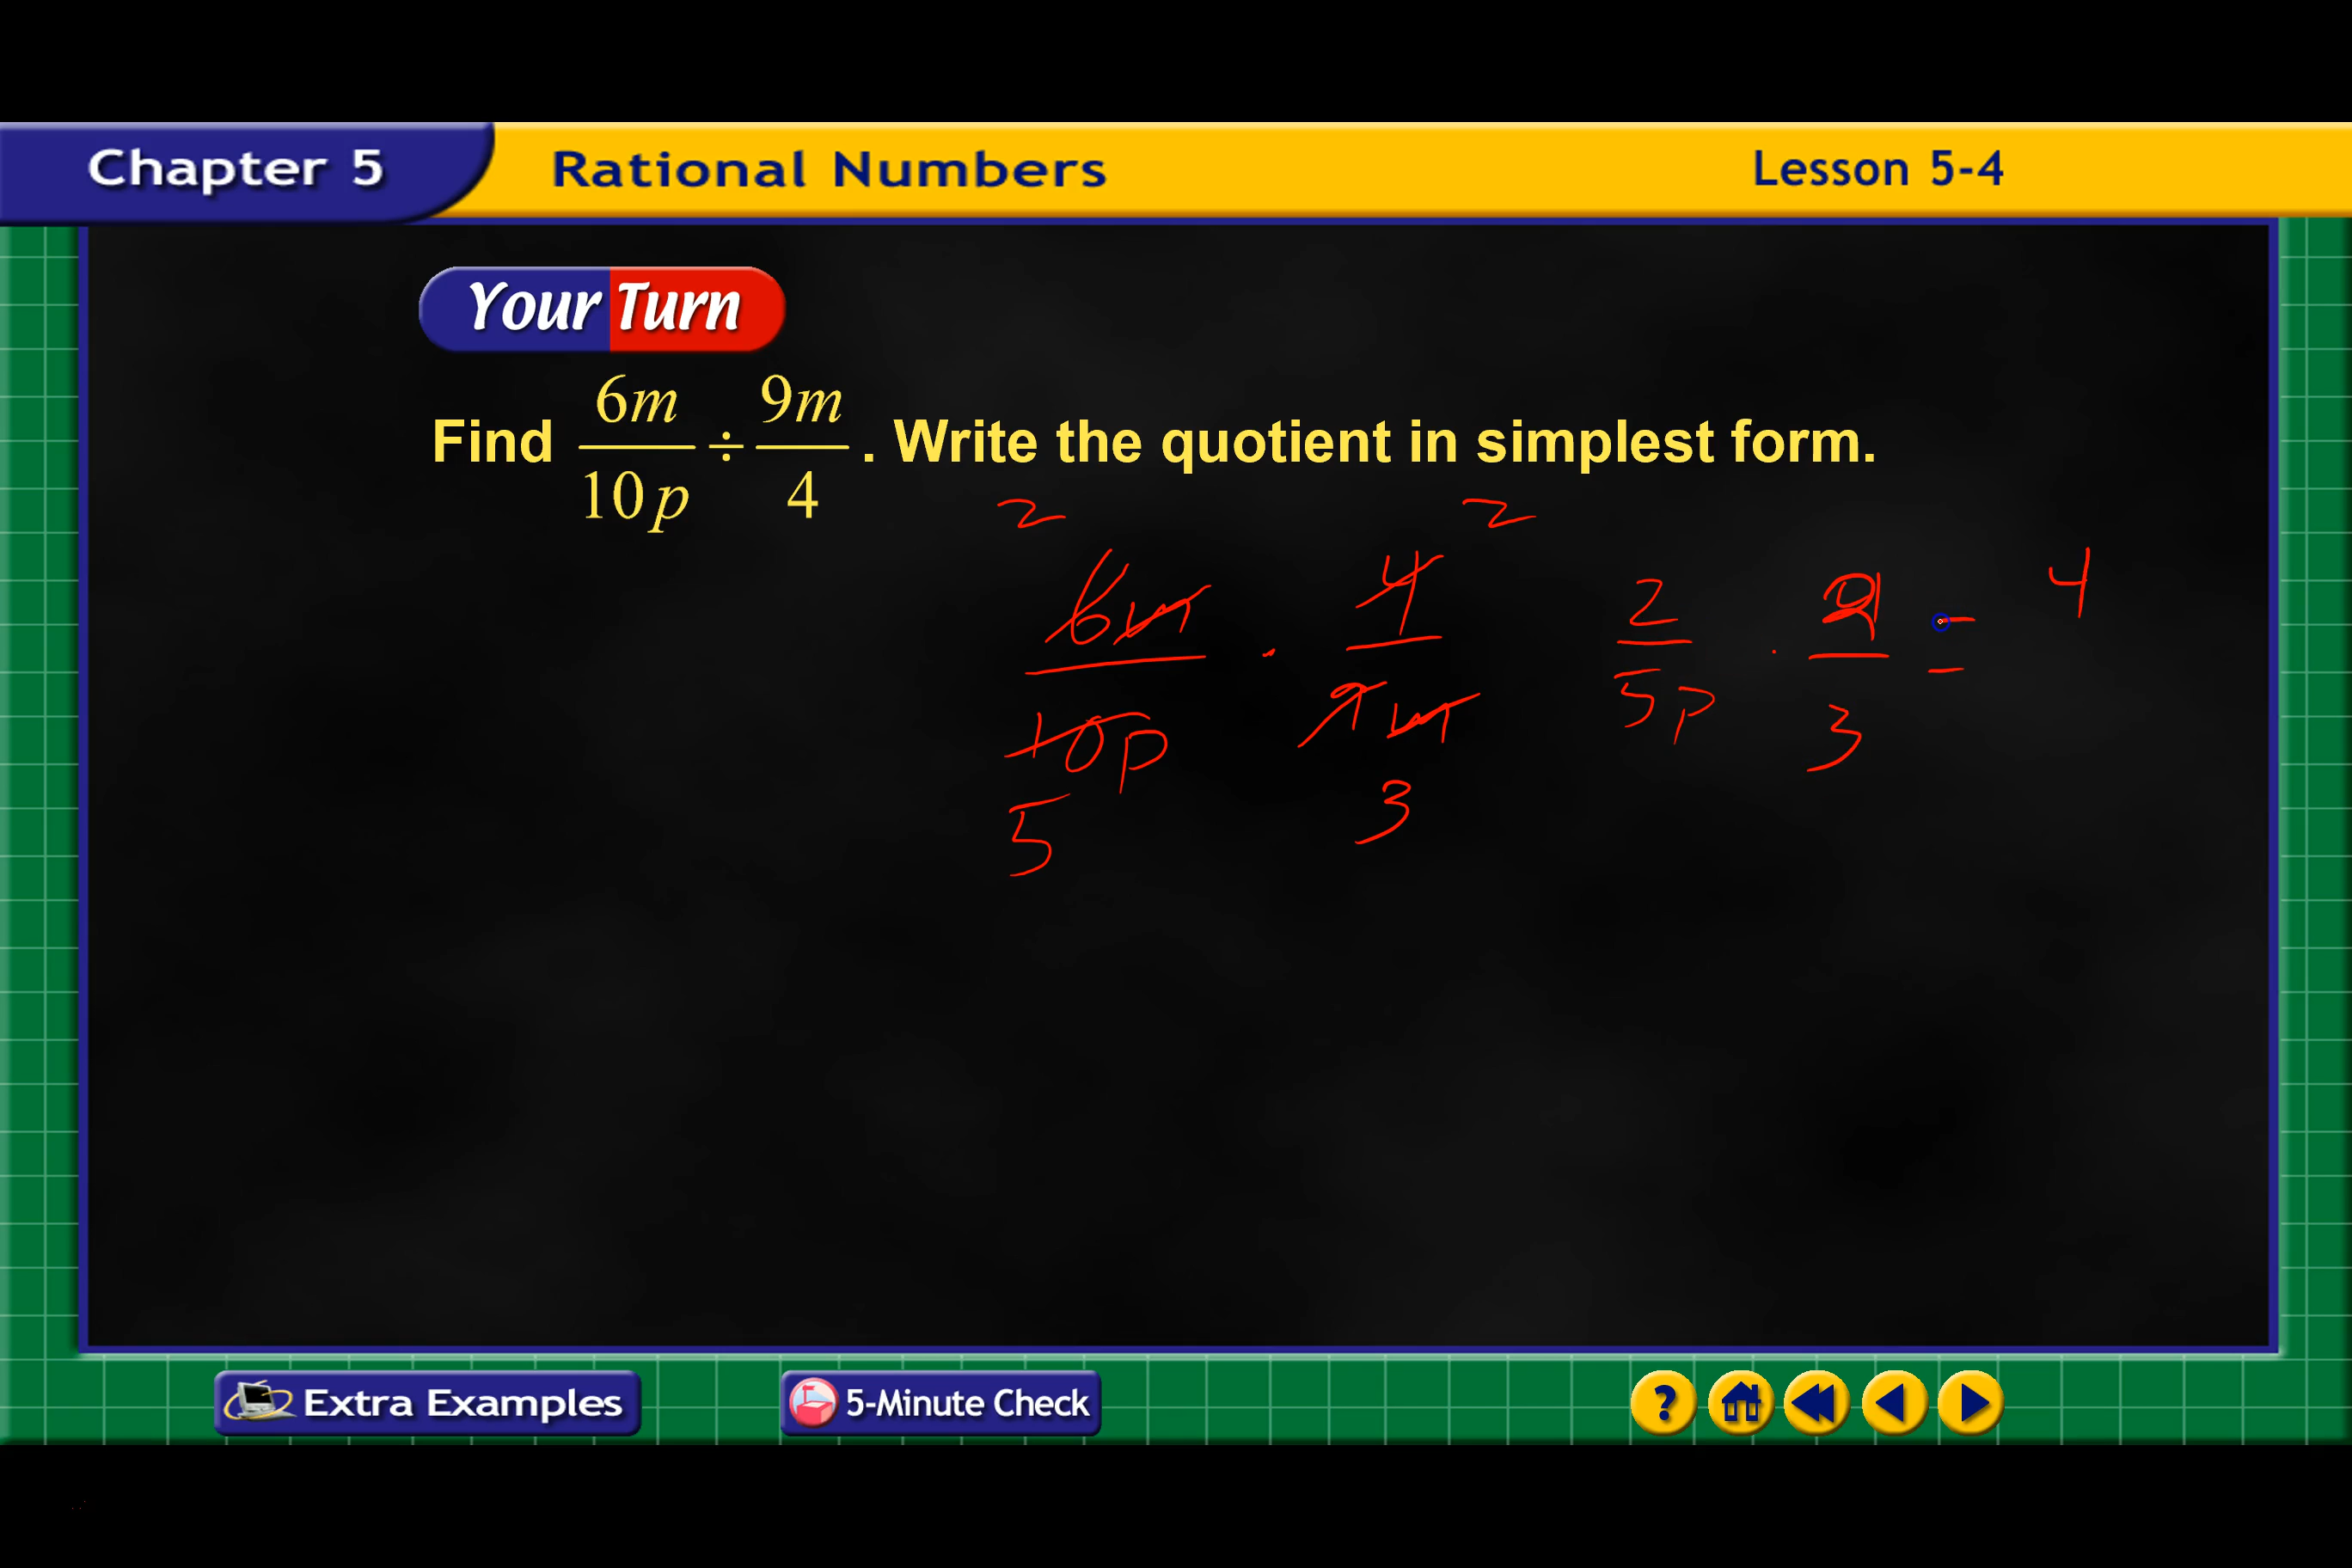 Chapter 5 Rational Numbers Lesson 5-4
Your Turn
Find 6m/10p ÷ 9m/4. Write the quotient in simplest form.
2 2
6m/10p · 4/9m 2/5p · 2/3 = 4
5 3
Extra Examples 5-Minute Check ?